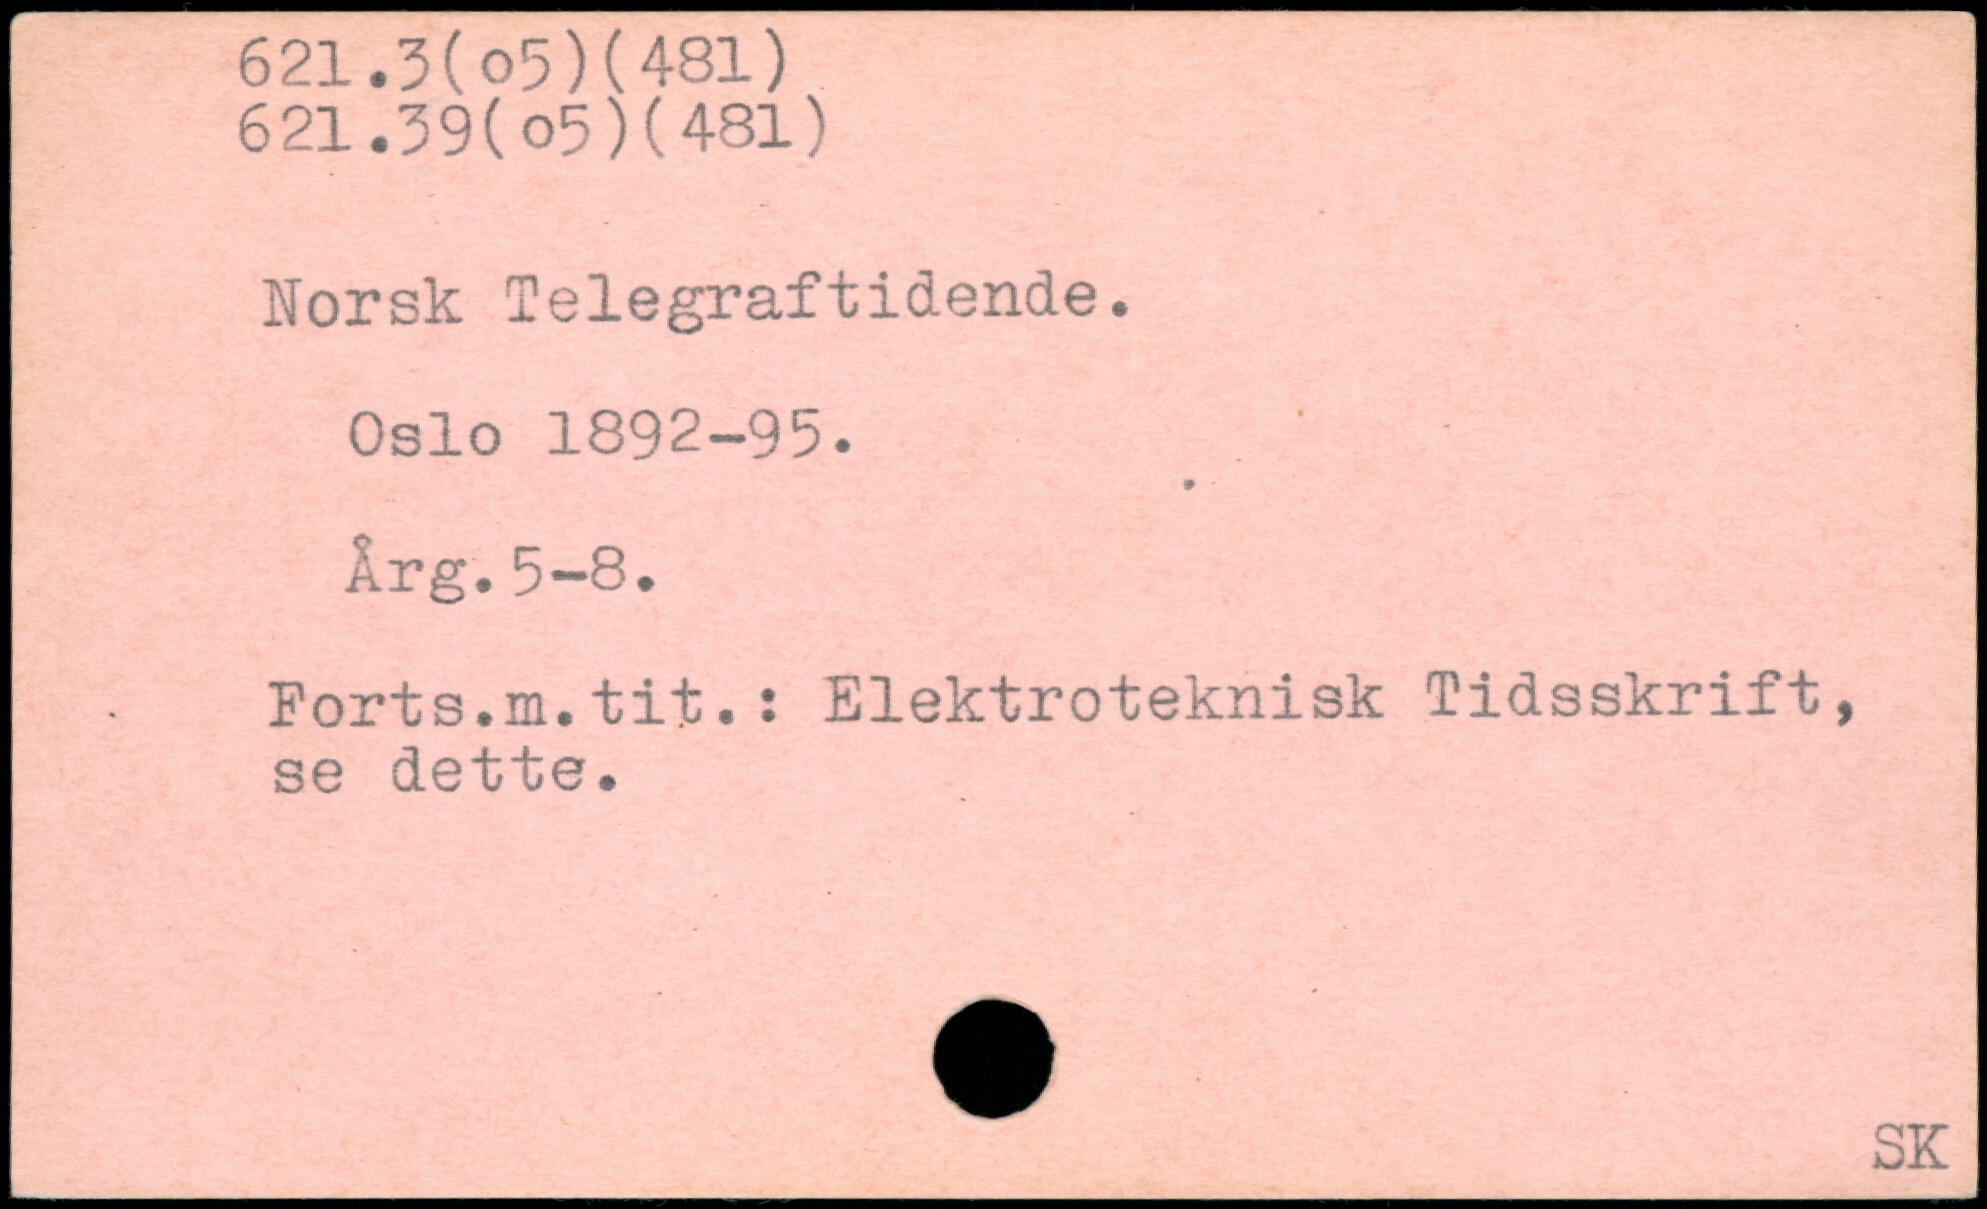 621.3(o5)(481)
621.39(o5)(481)
Norsk Telegraftidende.
Oslo 1892-95.
Årg.5-8.
Forts.m.tit.: Elektroteknisk Tidsskrift,
se dette.
SK